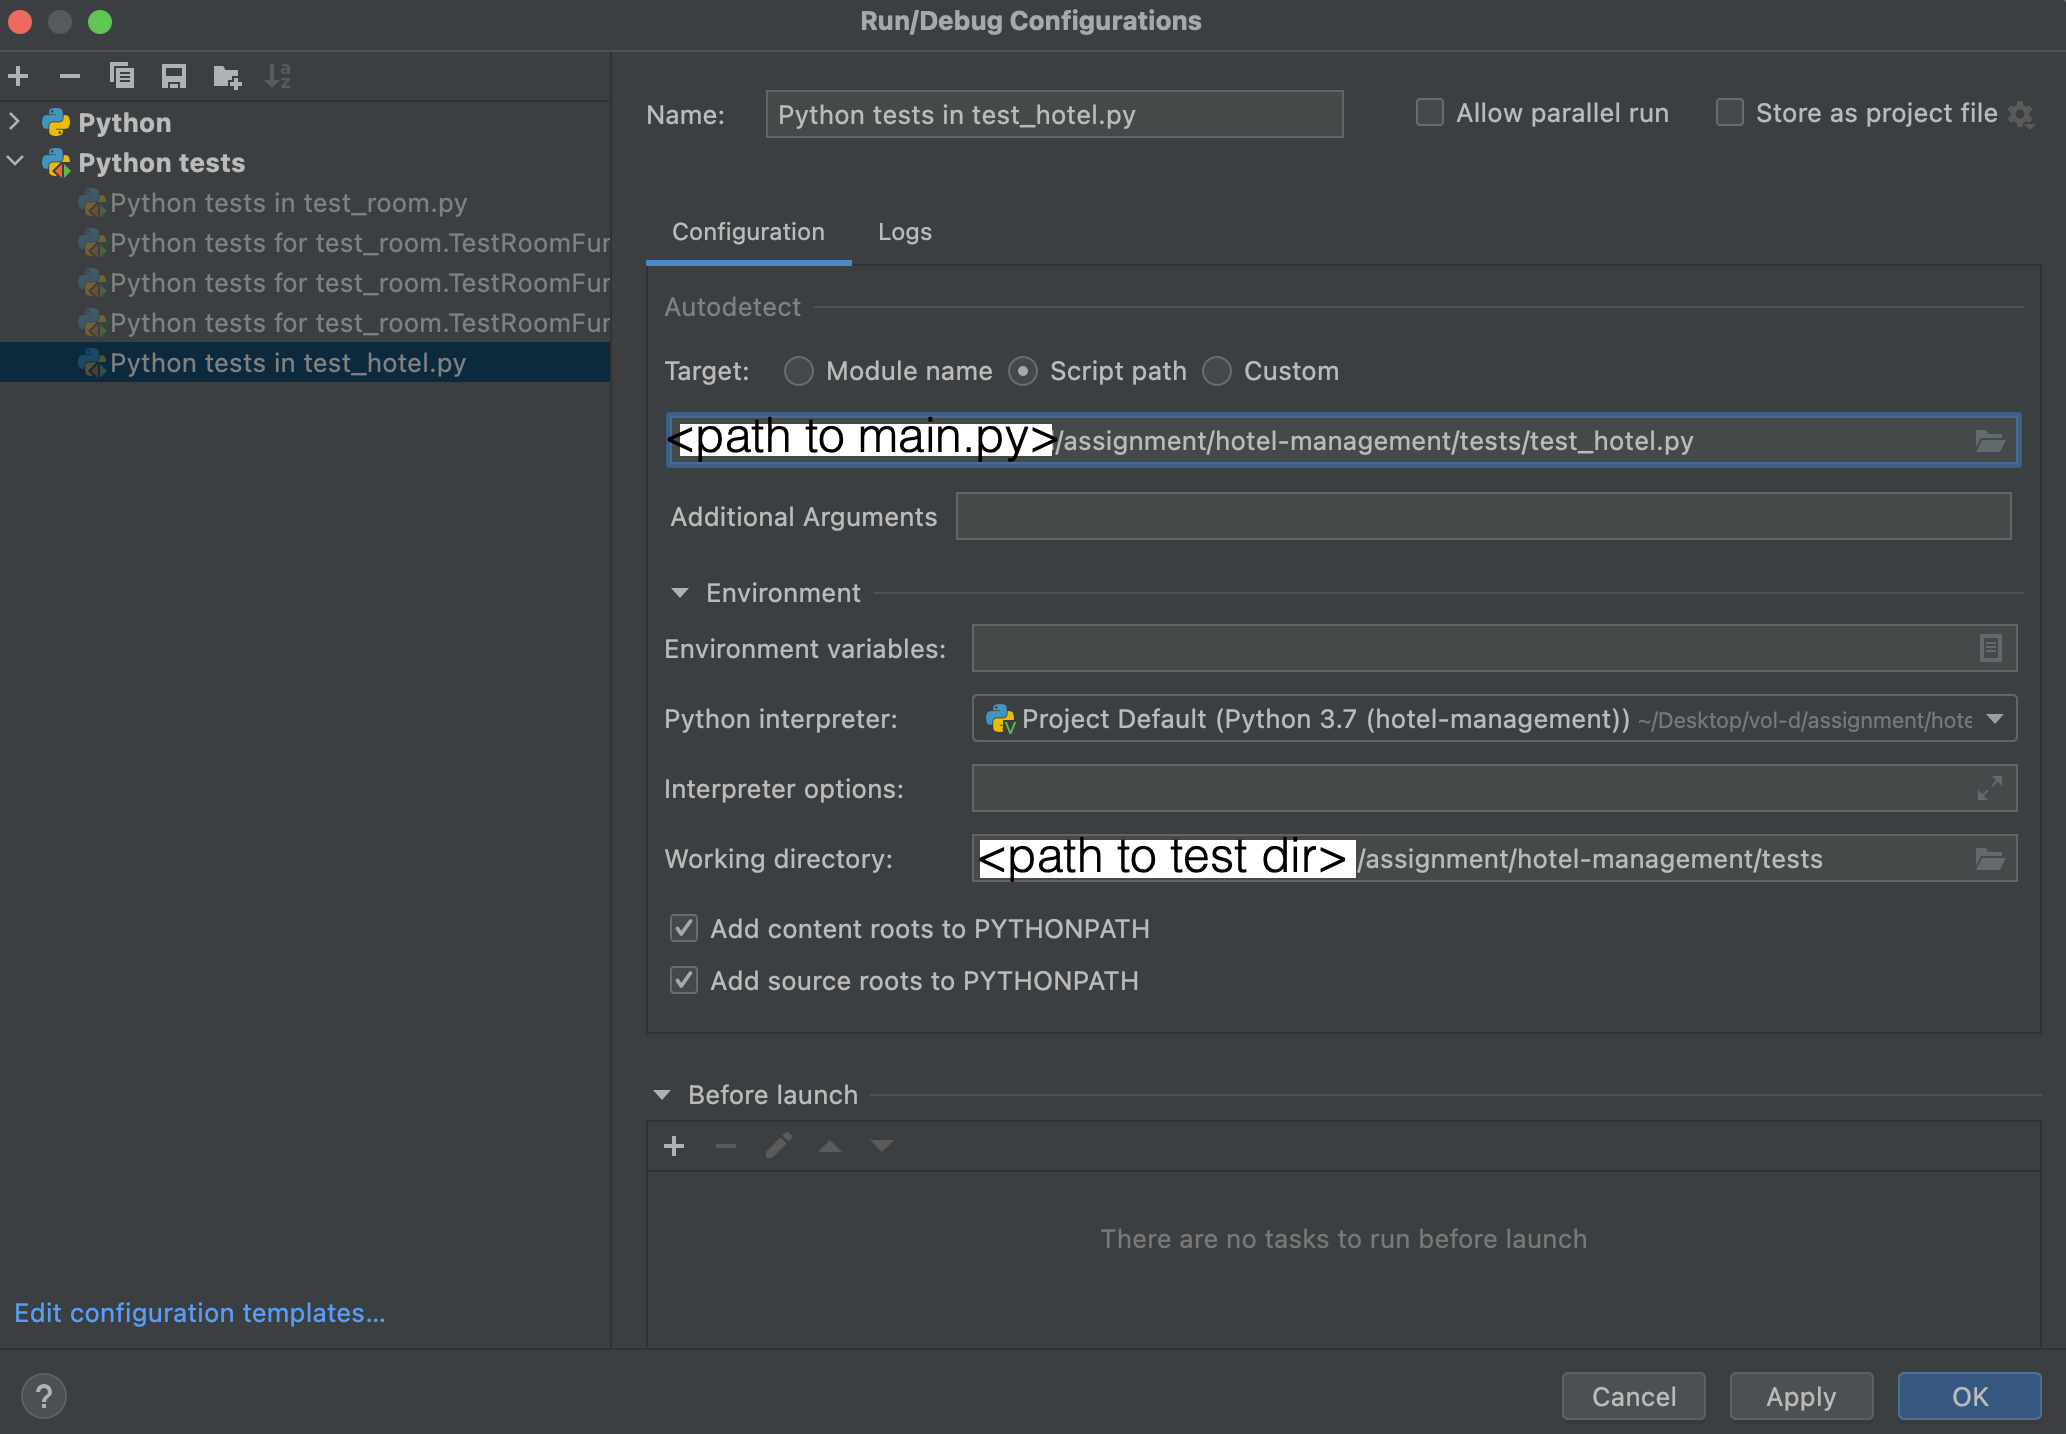 Run/Debug Configurations
Python
Python tests
Python tests in test_room.py
Python tests for test_room.TestRoomFur
Python tests for test_room.TestRoomFur
Python tests for test_room.TestRoomFur
Python tests in test_hotel.py
Edit configuration templates...
Name: Python tests in test_hotel.py Allow parallel run Store as project file
Configuration Logs
Autodetect
Target: Module name Script path Custom
<path to main.py>/assignment/hotel-management/tests/test_hotel.py
Additional Arguments
Environment
Environment variables:
Python interpreter: Project Default (Python 3.7 (hotel-management)) ~/Desktop/vol-d/assignment/hote
Interpreter options:
Working directory: <path to test dir> /assignment/hotel-management/tests
Add content roots to PYTHONPATH
Add source roots to PYTHONPATH
Before launch
There are no tasks to run before launch
? Cancel Apply OK